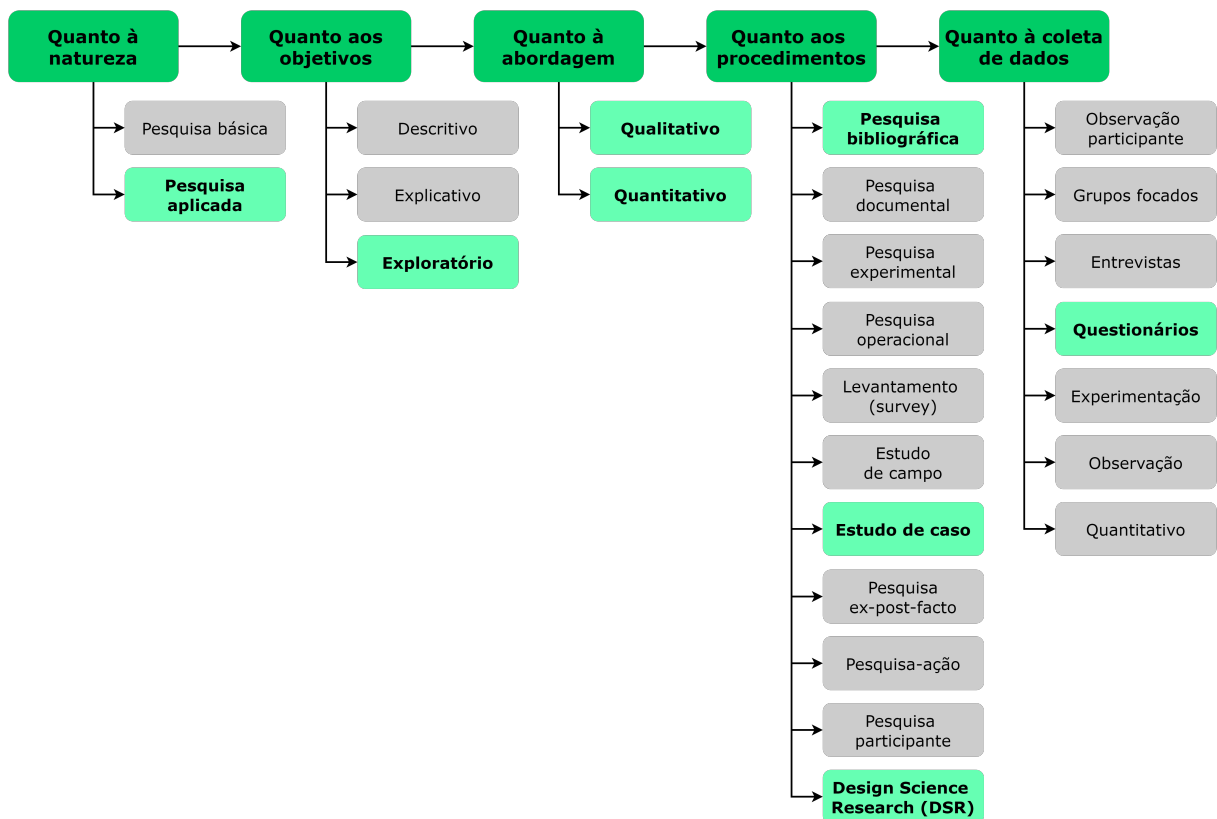 Quanto à
natureza
Quanto aos
objetivos
Quanto à
abordagem
Quanto aos
procedimentos
Quanto à coleta
de dados
Pesquisa básica
Pesquisa
aplicada
Descritivo
Explicativo
Exploratório
Qualitativo
Quantitativo
Pesquisa
bibliográfica
Pesquisa
documental
Pesquisa
experimental
Pesquisa
operacional
Levantamento
(survey)
Estudo
de campo
Estudo de caso
Pesquisa
ex-post-facto
Pesquisa-ação
Pesquisa
participante
Design Science
Research (DSR)
Observação
participante
Grupos focados
Entrevistas
Questionários
Experimentação
Observação
Quantitativo